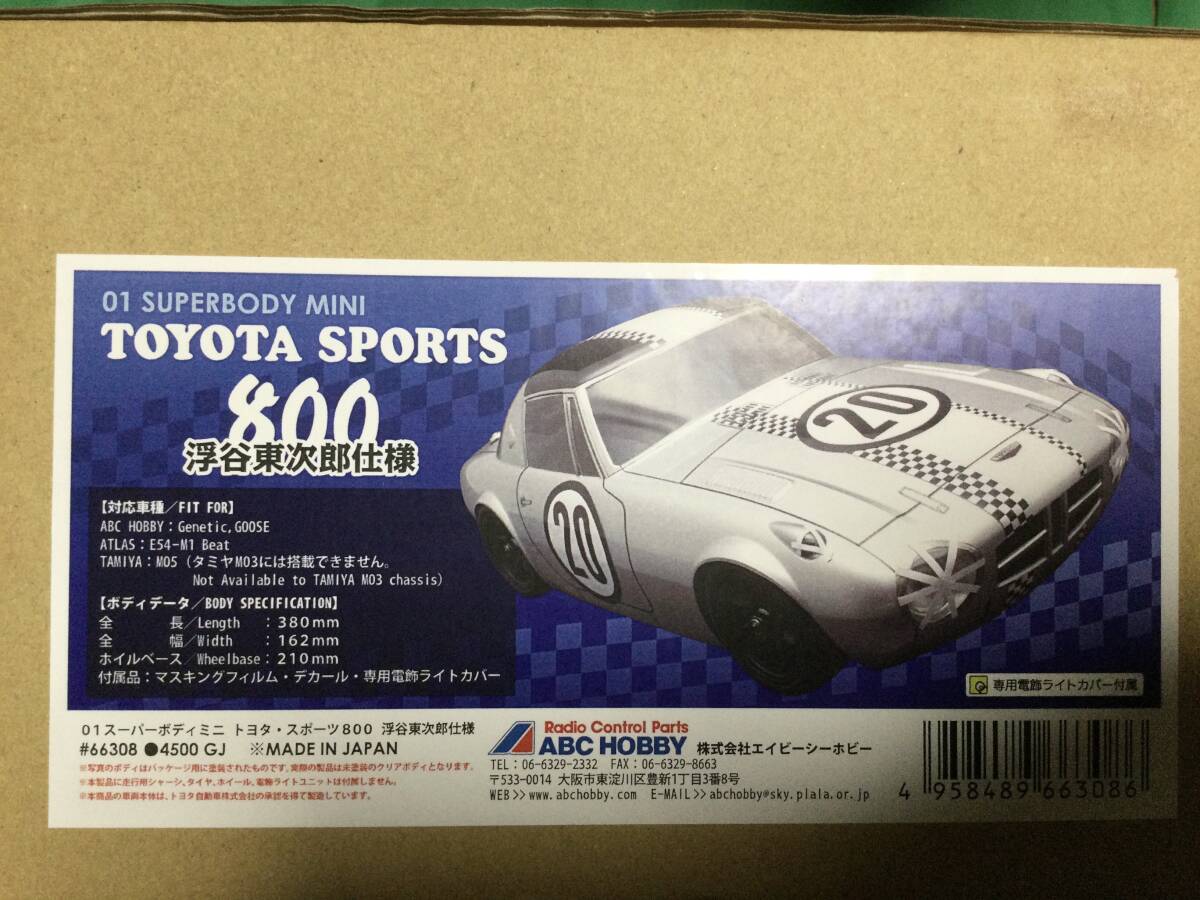 01 SUPERBODY MINI
TOYOTA SPORTS
800
浮谷東次郎仕様
20
20
【対応車種／FIT FOR】
ABC HOBBY：Genetic,GOOSE
ATLAS：E54-M1 Beat
TAMIYA：M05（タミヤM03には搭載できません。
Not Available to TAMIYA M03 chassis）
【ボディデータ／BODY SPECIFICATION】
全 長／Length ：380mm
全 幅／Width ：162mm
ホイルベース／Wheelbase：210mm
付属品：マスキングフィルム・デカール・専用電飾ライトカバー
専用電飾ライトカバー付属
01スーパーボディミニ トヨタ・スポーツ800 浮谷東次郎仕様
#66308 ●4500 GJ ※MADE IN JAPAN
※写真のボディはパッケージ用に塗装されたものです。実際の製品は未塗装のクリアボディとなります。
※本製品に走行用シャーシ、タイヤ、ホイール、電飾ライトユニットは付属しません。
※本商品の車両本体は、トヨタ自動車株式会社の承認を得て製造しています。
Radio Control Parts
ABC HOBBY 株式会社エイビーシーホビー
TEL：06-6329-2332 FAX：06-6329-8663
〒533-0014 大阪市東淀川区豊新1丁目3番8号
WEB>>www.abchobby.com E-MAIL>>abchobby@sky.plala.or.jp
4 958489 663086